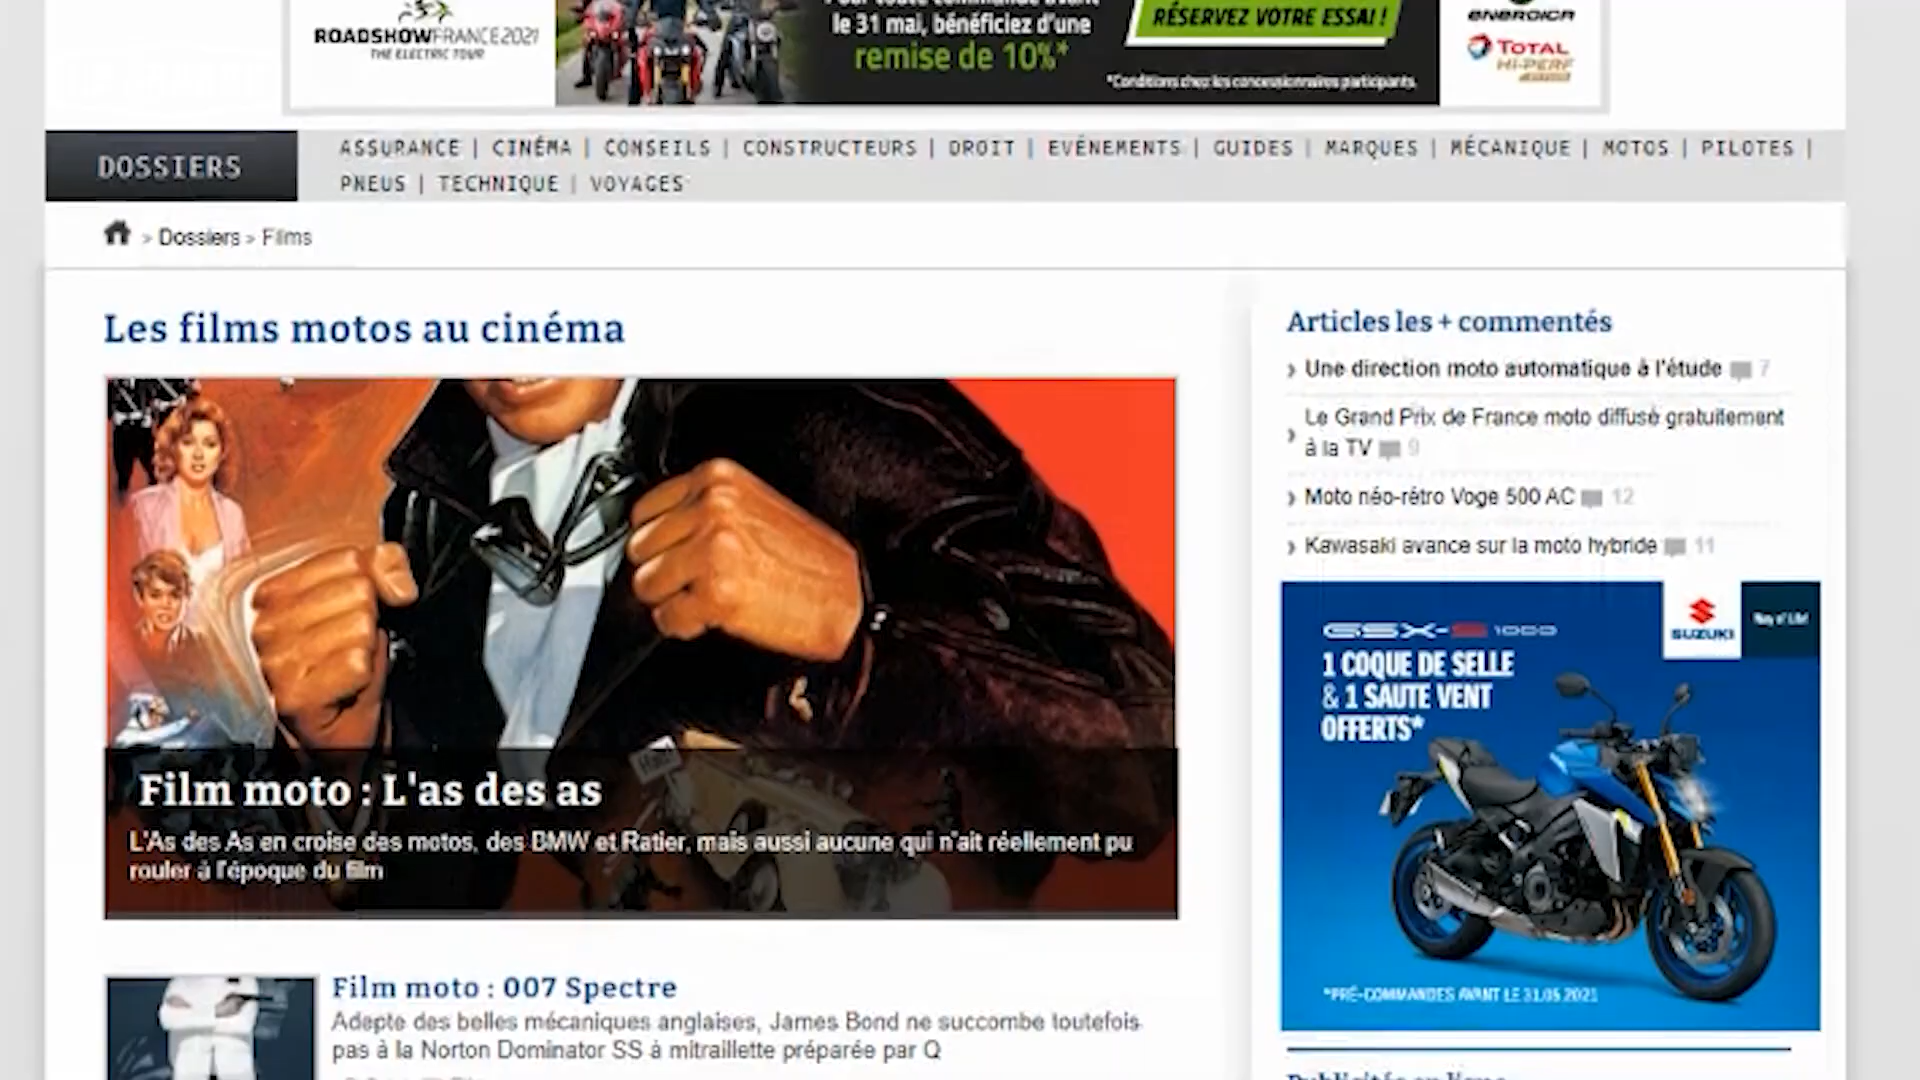 ROADSHOWFRANCE2021
THE ELECTRIC TOUR
le 31 mai, bénéficiez d'une
remise de 10%*
RÉSERVEZ VOTRE ESSAI !
*Conditions chez les concessionnaires participants.
ENERGICA
TOTAL
HI-PERF
DOSSIERS
ASSURANCE | CINÉMA | CONSEILS | CONSTRUCTEURS | DROIT | EVÉNEMENTS | GUIDES | MARQUES | MÉCANIQUE | MOTOS | PILOTES |
PNEUS | TECHNIQUE | VOYAGES
> Dossiers > Films
Les films motos au cinéma
Film moto : L'as des as
L'As des As en croise des motos, des BMW et Ratier, mais aussi aucune qui n'ait réellement pu
rouler à l'époque du film
Film moto : 007 Spectre
Adepte des belles mécaniques anglaises, James Bond ne succombe toutefois
pas à la Norton Dominator SS à mitraillette préparée par Q
Articles les + commentés
Une direction moto automatique à l'étude 7
Le Grand Prix de France moto diffusé gratuitement
à la TV 9
Moto néo-rétro Voge 500 AC 12
Kawasaki avance sur la moto hybride 11
GSX-S 1000
SUZUKI
Way of Life!
1 COQUE DE SELLE
& 1 SAUTE VENT
OFFERTS*
*PRÉ-COMMANDES AVANT LE 31.05.2021